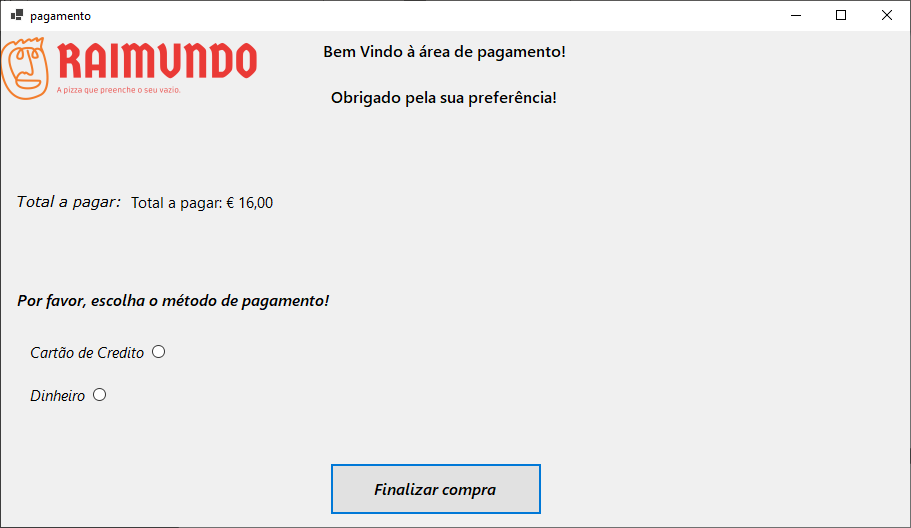 pagamento
RAIMUNDO
A pizza que preenche o seu vazio.
Bem Vindo à área de pagamento!
Obrigado pela sua preferência!
Total a pagar: Total a pagar: € 16,00
Por favor, escolha o método de pagamento!
Cartão de Credito
Dinheiro
Finalizar compra